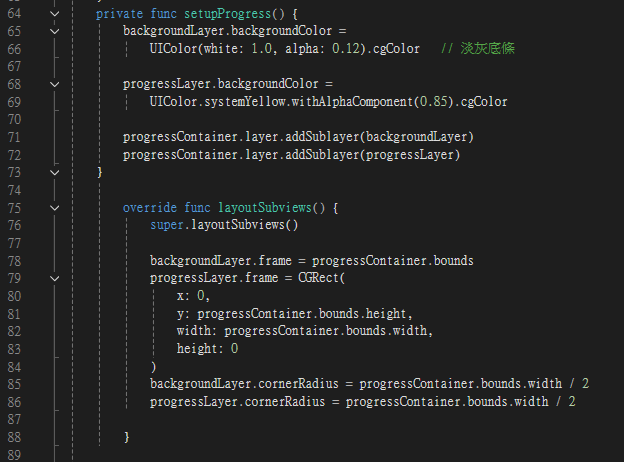 64 private func setupProgress() {
65 backgroundLayer.backgroundColor =
66 UIColor(white: 1.0, alpha: 0.12).cgColor // 淡灰底條
67
68 progressLayer.backgroundColor =
69 UIColor.systemYellow.withAlphaComponent(0.85).cgColor
70
71 progressContainer.layer.addSublayer(backgroundLayer)
72 progressContainer.layer.addSublayer(progressLayer)
73 }
74
75 override func layoutSubviews() {
76 super.layoutSubviews()
77
78 backgroundLayer.frame = progressContainer.bounds
79 progressLayer.frame = CGRect(
80 x: 0,
81 y: progressContainer.bounds.height,
82 width: progressContainer.bounds.width,
83 height: 0
84 )
85 backgroundLayer.cornerRadius = progressContainer.bounds.width / 2
86 progressLayer.cornerRadius = progressContainer.bounds.width / 2
87
88 }
89